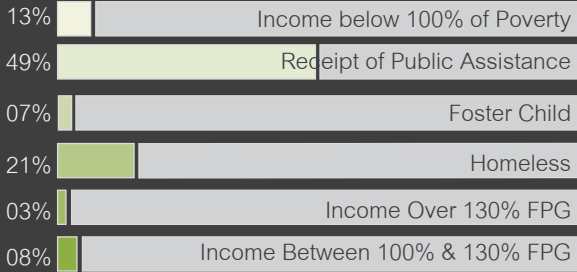 13% Income below 100% of Poverty
49% Receipt of Public Assistance
07% Foster Child
21% Homeless
03% Income Over 130% FPG
08% Income Between 100% & 130% FPG